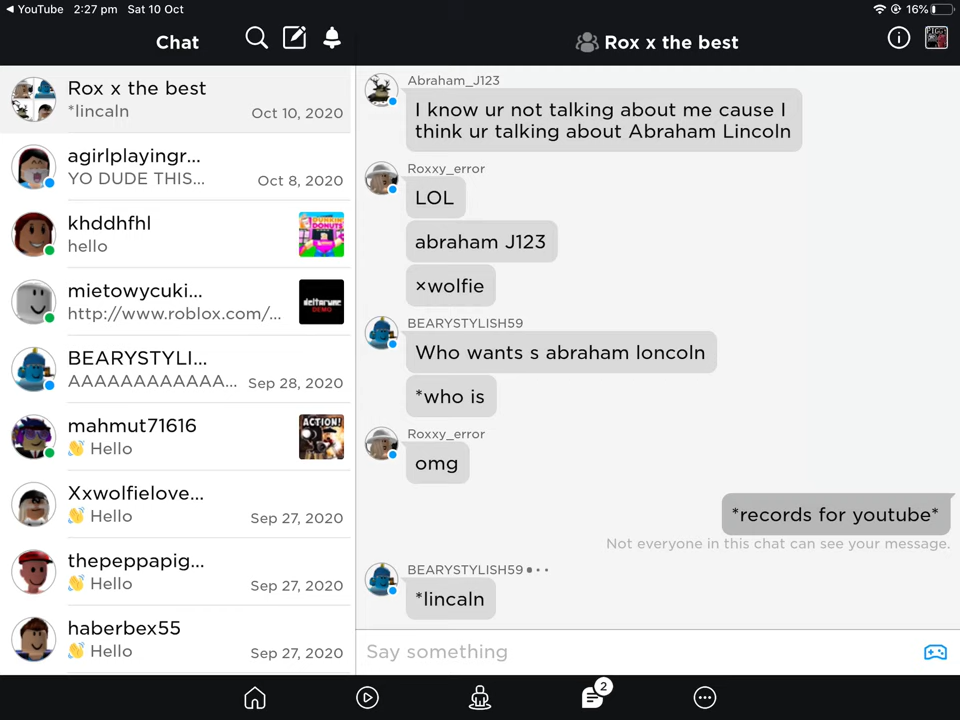 YouTube 2:27 pm Sat 10 Oct 16%
Chat
Rox x the best
Rox x the best
*lincaln Oct 10, 2020
agirlplayingr...
YO DUDE THIS... Oct 8, 2020
khddhfhl
hello
DUNKIN DONUTS
mietowycuki...
http://www.roblox.com/...
deltarune
DEMO
BEARYSTYLI...
AAAAAAAAAAAA... Sep 28, 2020
mahmut71616
👋 Hello
ACTION!
Xxwolfielove...
👋 Hello Sep 27, 2020
thepeppapig...
👋 Hello Sep 27, 2020
haberbex55
👋 Hello Sep 27, 2020
Abraham_J123
I know ur not talking about me cause I
think ur talking about Abraham Lincoln
Roxxy_error
LOL
abraham J123
×wolfie
BEARYSTYLISH59
Who wants s abraham loncoln
*who is
Roxxy_error
omg
*records for youtube*
Not everyone in this chat can see your message.
BEARYSTYLISH59
*lincaln
Say something
2